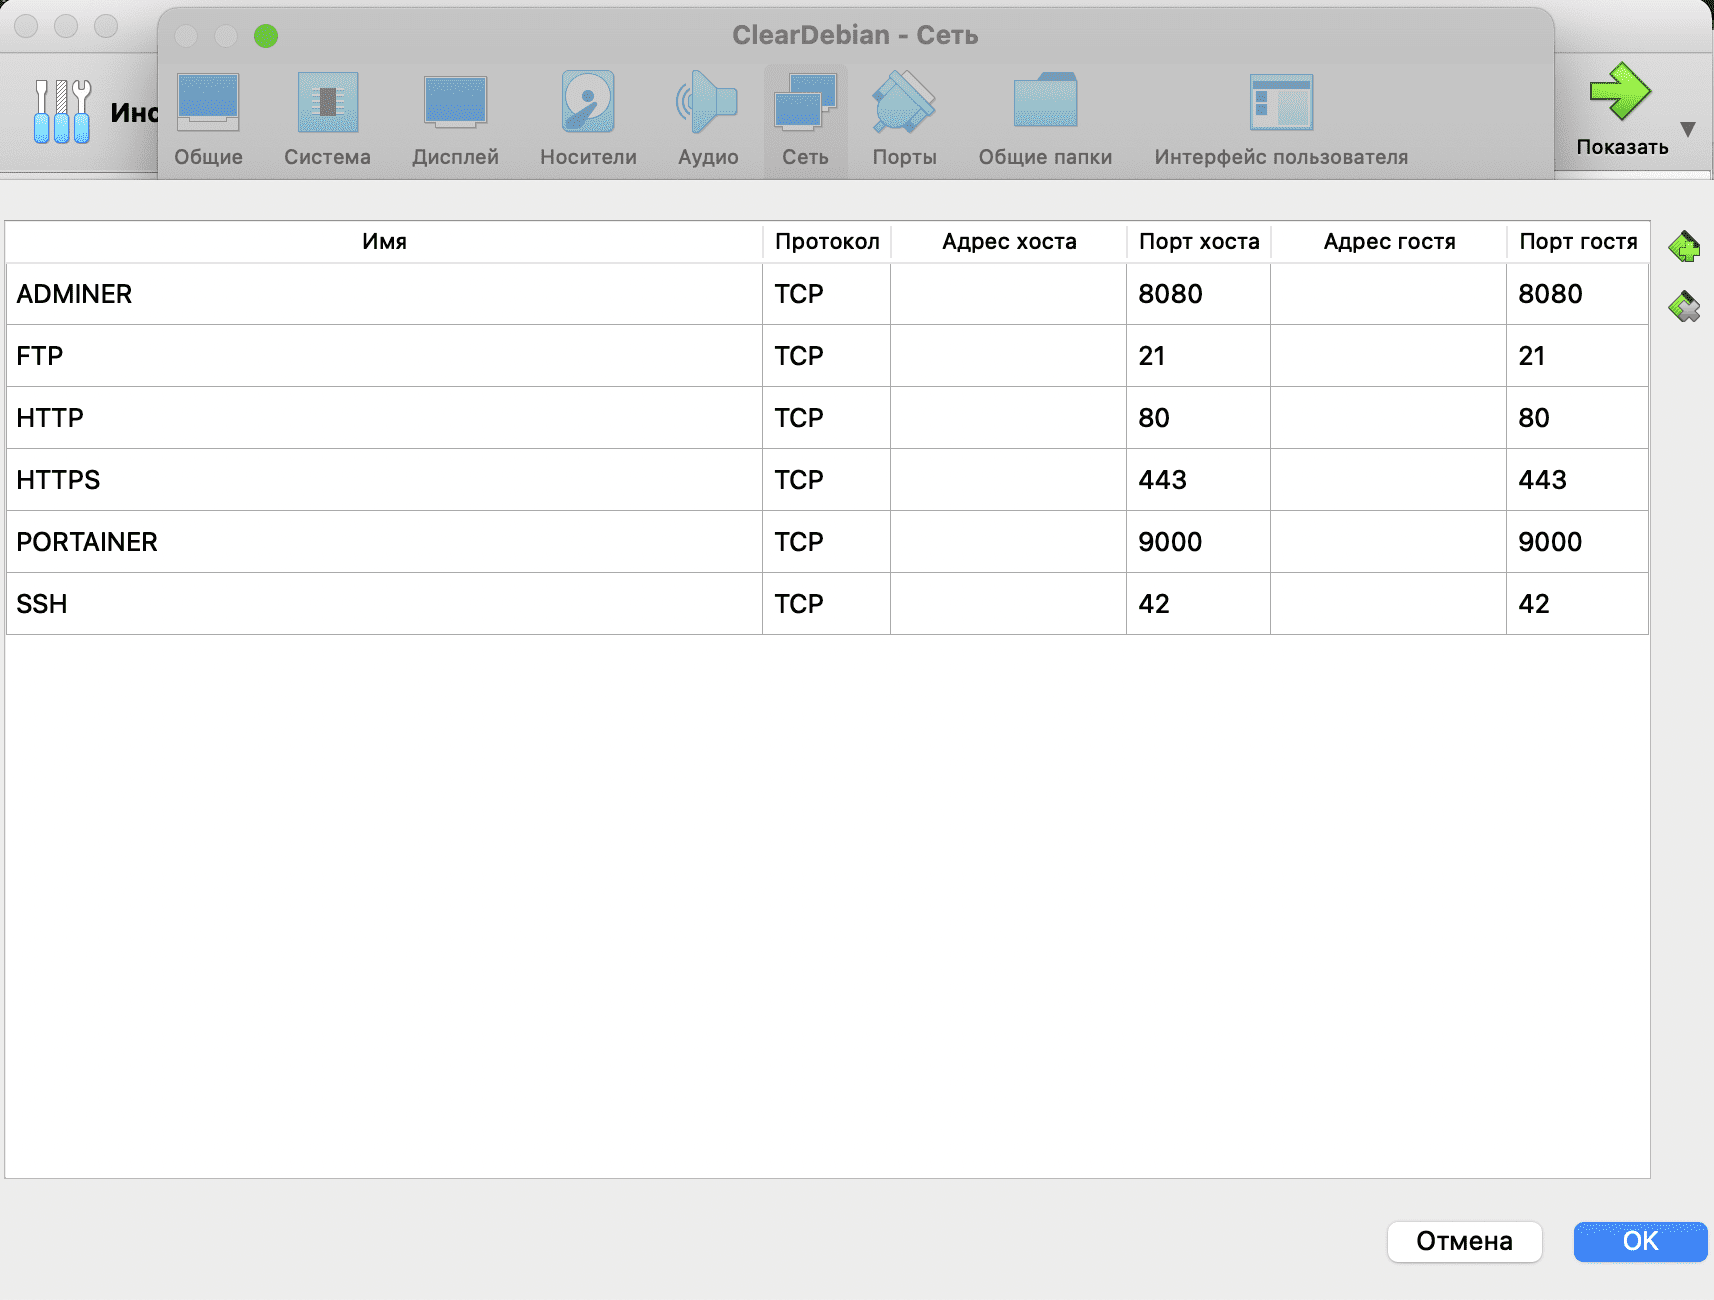 ClearDebian - Сеть
Инс
Общие
Система
Дисплей
Носители
Аудио
Сеть
Порты
Общие папки
Интерфейс пользователя
Показать
Имя Протокол Адрес хоста Порт хоста Адрес гостя Порт гостя
ADMINER TCP 8080 8080
FTP TCP 21 21
HTTP TCP 80 80
HTTPS TCP 443 443
PORTAINER TCP 9000 9000
SSH TCP 42 42
Отмена
OK